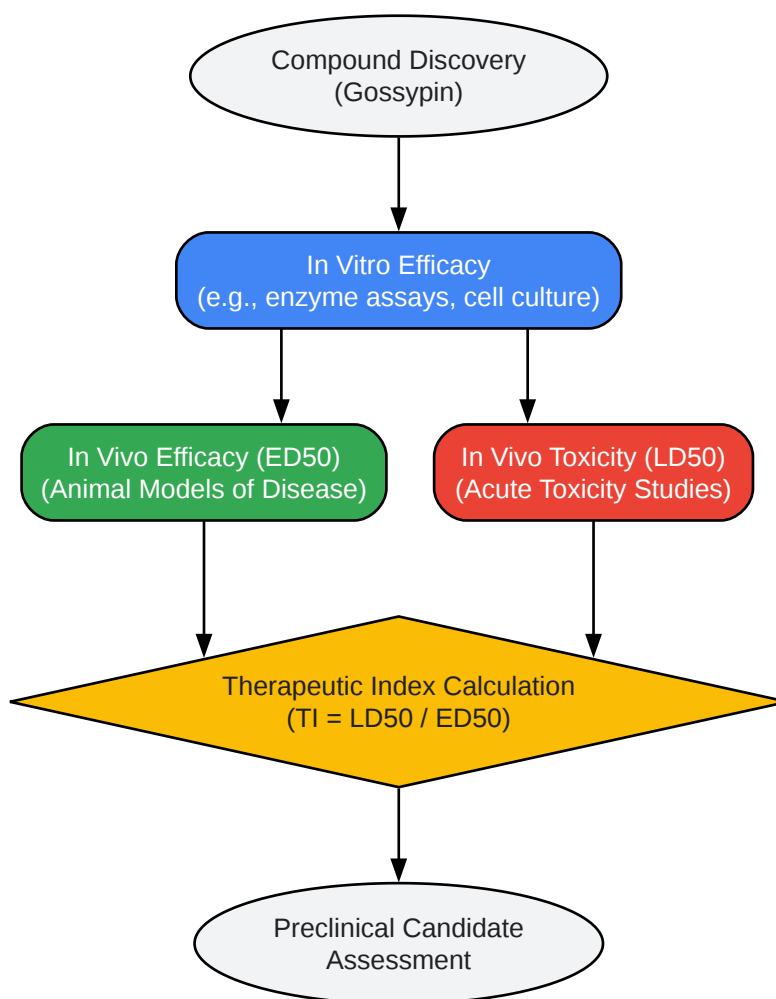 Compound Discovery
(Gossypin)
In Vitro Efficacy
(e.g., enzyme assays, cell culture)
In Vivo Efficacy (ED50)
(Animal Models of Disease)
In Vivo Toxicity (LD50)
(Acute Toxicity Studies)
Therapeutic Index Calculation
(TI = LD50 / ED50)
Preclinical Candidate
Assessment